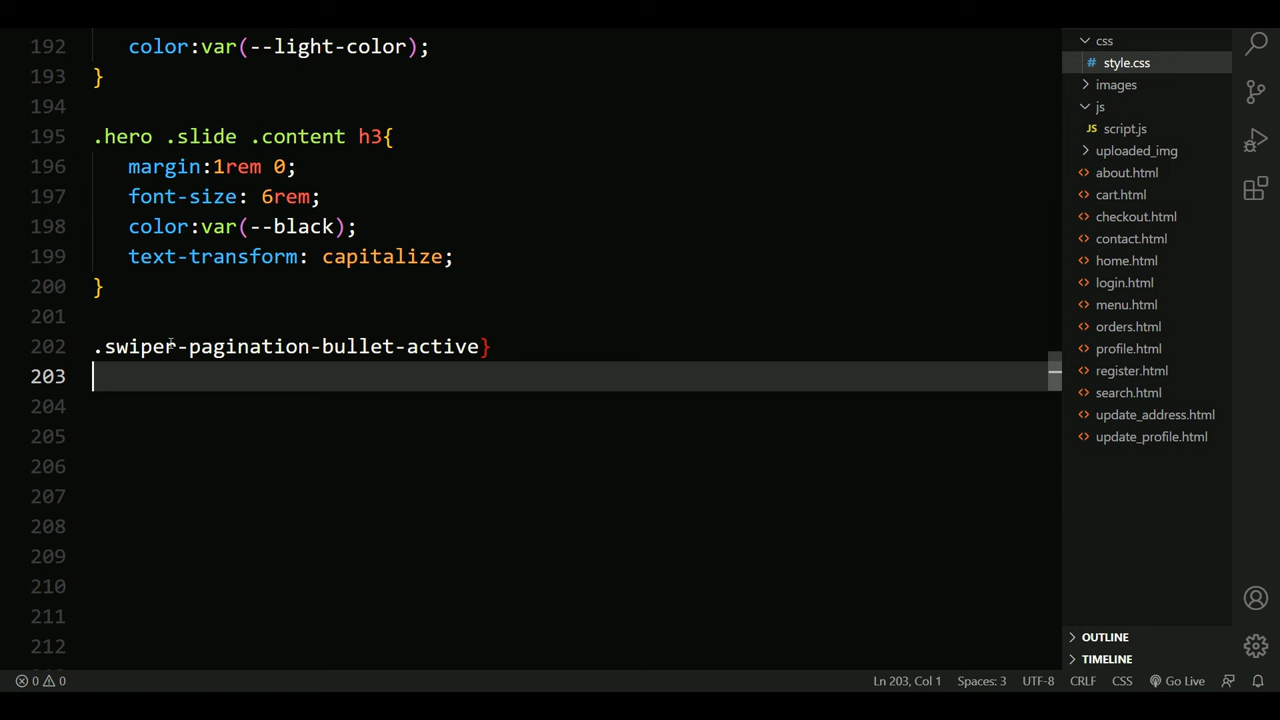 192 color:var(--light-color);
193 }
194
195 .hero .slide .content h3{
196 margin:1rem 0;
197 font-size: 6rem;
198 color:var(--black);
199 text-transform: capitalize;
200 }
201
202 .swiper-pagination-bullet-active}
203
204
205
206
207
208
209
210
211
212
css
# style.css
images
js
JS script.js
uploaded_img
about.html
cart.html
checkout.html
contact.html
home.html
login.html
menu.html
orders.html
profile.html
register.html
search.html
update_address.html
update_profile.html
OUTLINE
TIMELINE
0 0 Ln 203, Col 1 Spaces: 3 UTF-8 CRLF CSS Go Live